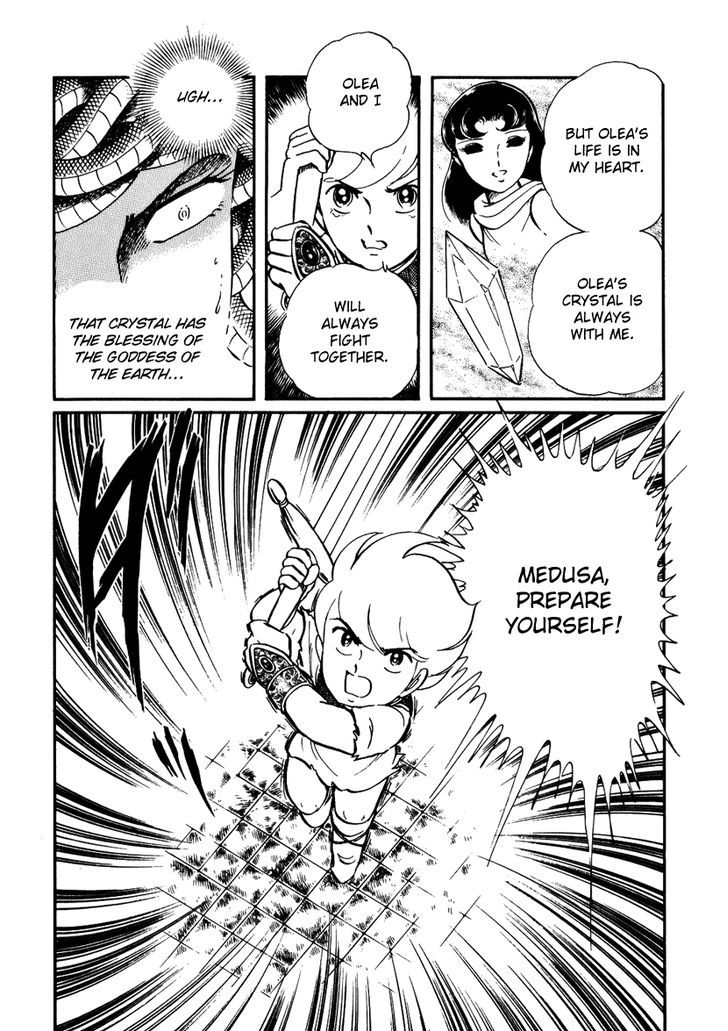 BUT OLEA'S
LIFE IS IN
MY HEART.
OLEA'S
CRYSTAL IS
ALWAYS
WITH ME.
OLEA
AND I
WILL
ALWAYS
FIGHT
TOGETHER.
UGH...
THAT CRYSTAL HAS
THE BLESSING OF
THE GODDESS OF
THE EARTH...
MEDUSA,
PREPARE
YOURSELF!